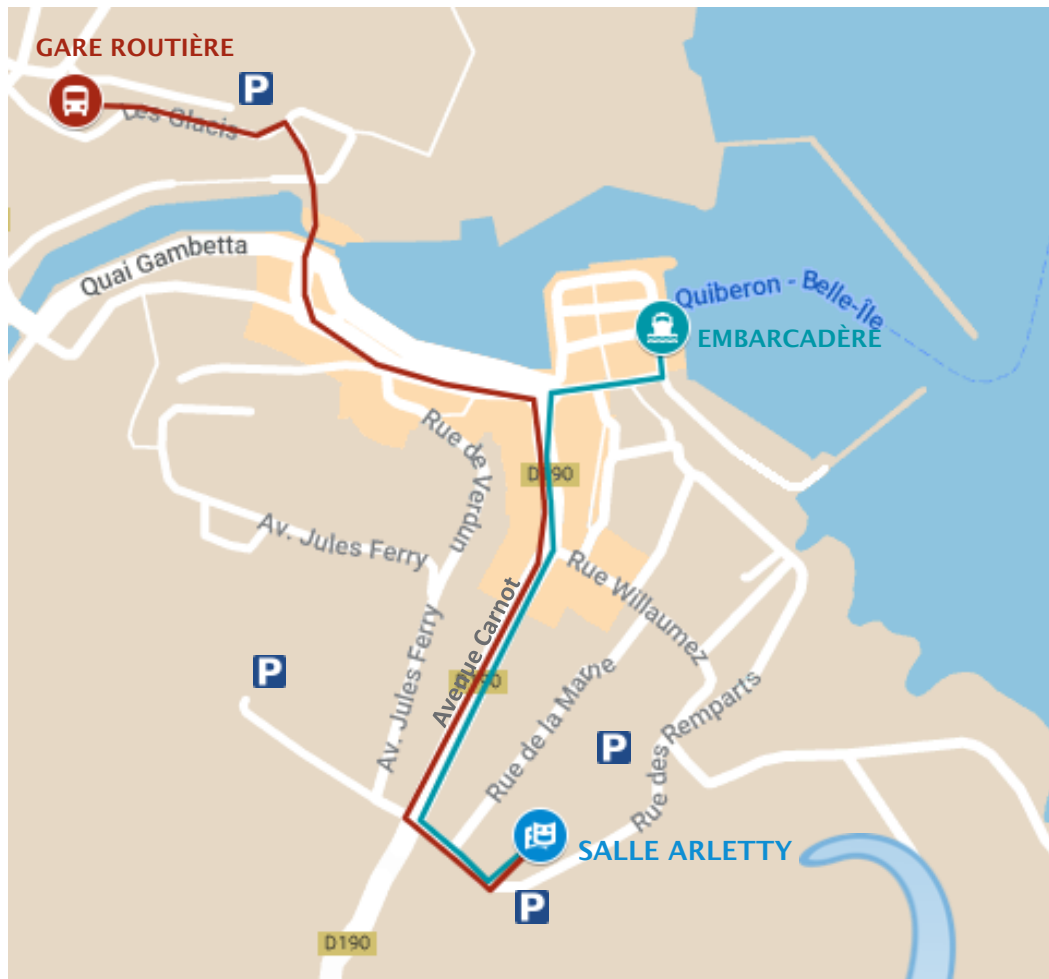 GARE ROUTIÈRE
P
Les Glacis
Quai Gambetta
Quiberon - Belle-Île
EMBARCADÈRE
Rue de Verdun
D190
Av. Jules Ferry
Rue Willaumez
Avenue Carnot
Av. Jules Ferry
P
D190
Rue de la Marne
Rue des Remparts
P
SALLE ARLETTY
P
D190